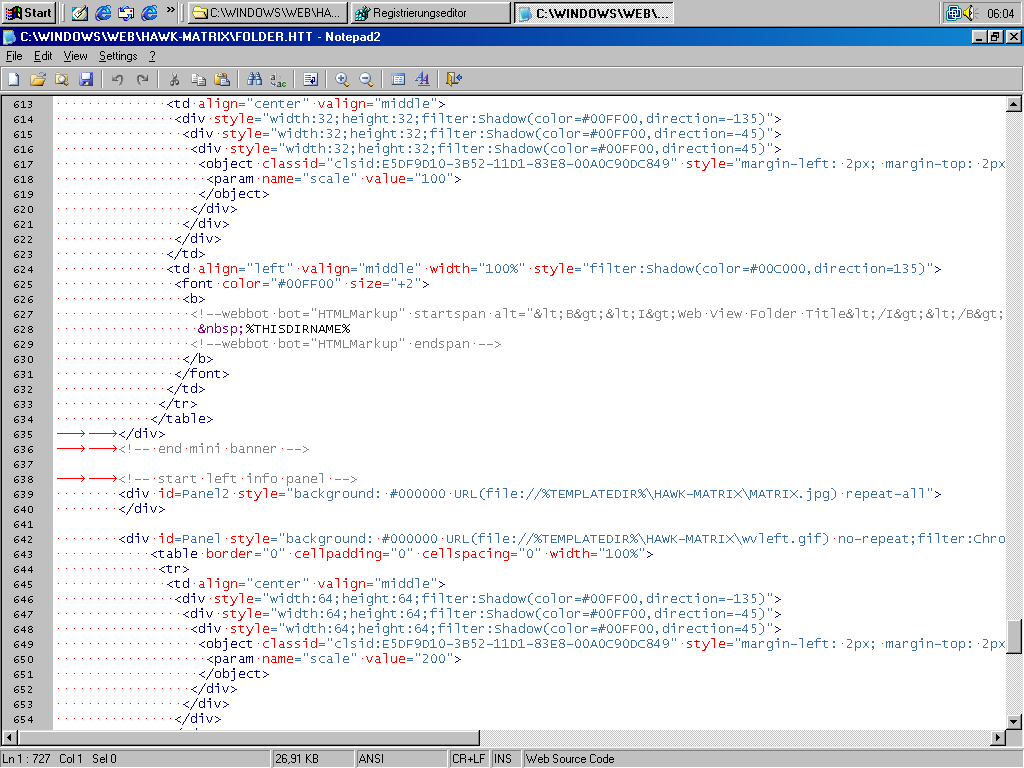 Start » C:\WINDOWS\WEB\HA... Registrierungseditor C:\WINDOWS\WEB\... 06:04
C:\WINDOWS\WEB\HAWK-MATRIX\FOLDER.HTT - Notepad2
File Edit View Settings ?
613 <td align="center" valign="middle">
614 <div style="width:32;height:32;filter:Shadow(color=#00FF00,direction=-135)">
615 <div style="width:32;height:32;filter:Shadow(color=#00FF00,direction=-45)">
616 <div style="width:32;height:32;filter:Shadow(color=#00FF00,direction=45)">
617 <object classid="clsid:E5DF9D10-3B52-11D1-83E8-00A0C90DC849" style="margin-left: 2px; margin-top: 2px
618 <param name="scale" value="100">
619 </object>
620 </div>
621 </div>
622 </div>
623 </td>
624 <td align="left" valign="middle" width="100%" style="filter:Shadow(color=#00C000,direction=135)">
625 <font color="#00FF00" size="+2">
626 <b>
627 <!--webbot bot="HTMLMarkup" startspan alt="&lt;B&gt;&lt;I&gt;Web View Folder Title&lt;/I&gt;&lt;/B&gt;
628 &nbsp;%THISDIRNAME%
629 <!--webbot bot="HTMLMarkup" endspan -->
630 </b>
631 </font>
632 </td>
633 </tr>
634 </table>
635 </div>
636 <!-- end mini banner -->
637
638 <!-- start left info panel -->
639 <div id=Panel2 style="background: #000000 URL(file://%TEMPLATEDIR%\HAWK-MATRIX\MATRIX.jpg) repeat-all">
640 </div>
641
642 <div id=Panel style="background: #000000 URL(file://%TEMPLATEDIR%\HAWK-MATRIX\wvleft.gif) no-repeat;filter:Chro
643 <table border="0" cellpadding="0" cellspacing="0" width="100%">
644 <tr>
645 <td align="center" valign="middle">
646 <div style="width:64;height:64;filter:Shadow(color=#00FF00,direction=-135)">
647 <div style="width:64;height:64;filter:Shadow(color=#00FF00,direction=-45)">
648 <div style="width:64;height:64;filter:Shadow(color=#00FF00,direction=45)">
649 <object classid="clsid:E5DF9D10-3B52-11D1-83E8-00A0C90DC849" style="margin-left: 2px; margin-top: 2px
650 <param name="scale" value="200">
651 </object>
652 </div>
653 </div>
654 </div>
Ln 1 : 727 Col 1 Sel 0 26,91 KB ANSI CR+LF INS Web Source Code